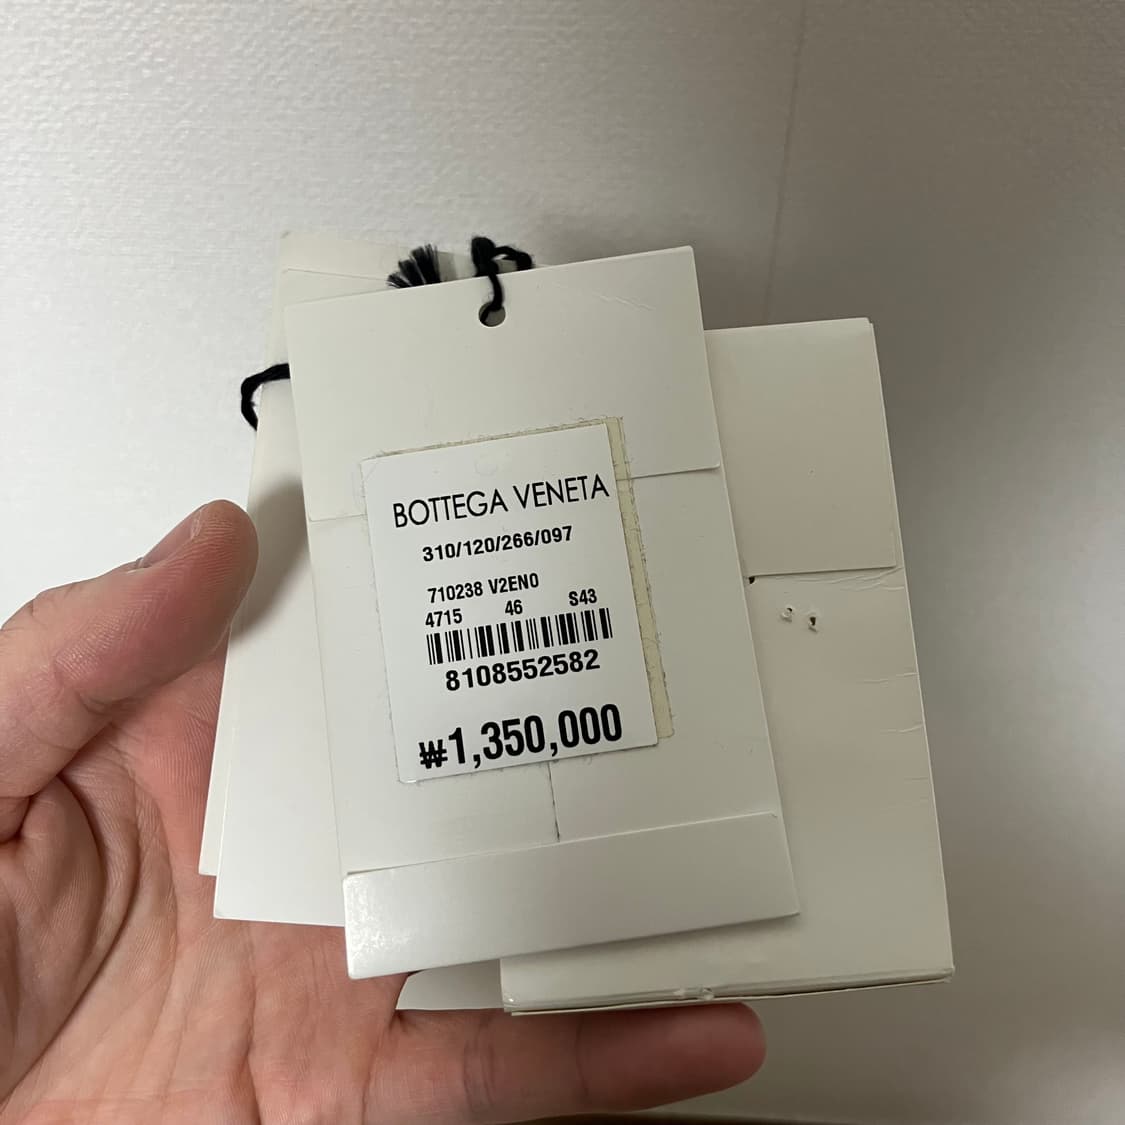 BOTTEGA VENETA
310/120/266/097
710238 V2EN0
4715 46 S43
8108552582
₩1,350,000